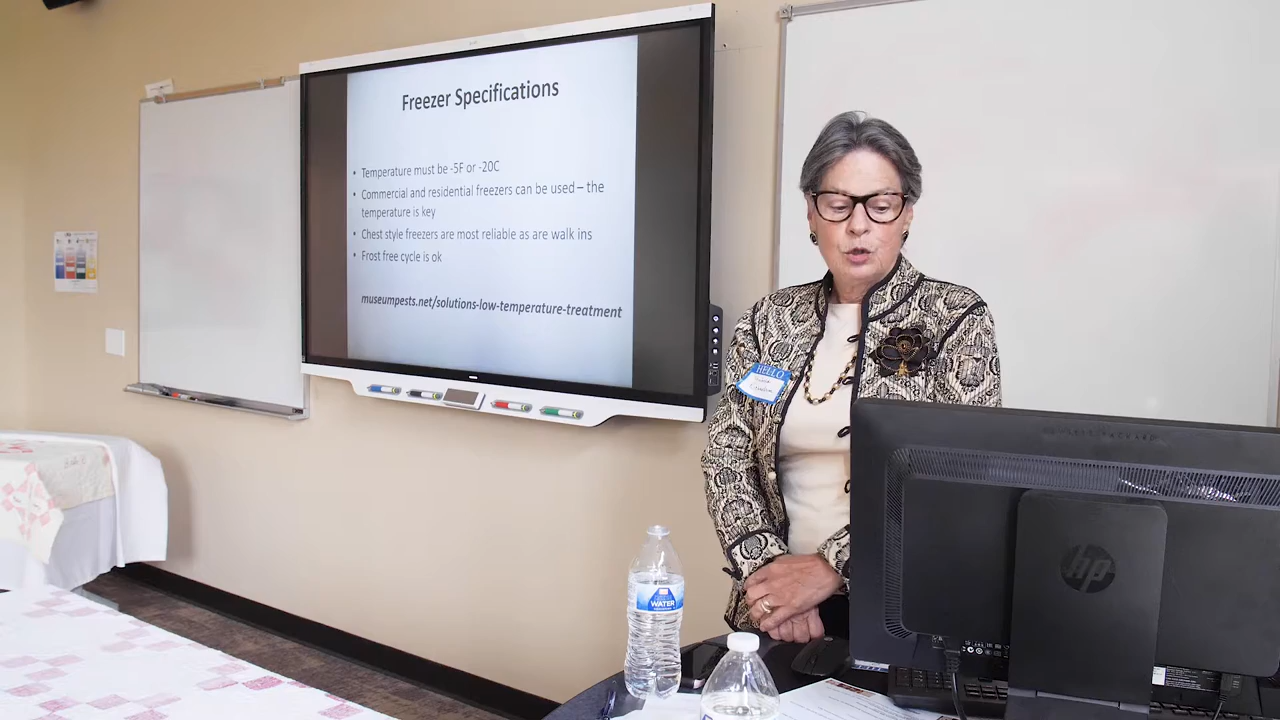 Freezer Specifications
• Temperature must be -5F or -20C
• Commercial and residential freezers can be used – the
temperature is key
• Chest style freezers are most reliable as are walk ins
• Frost free cycle is ok
museumpests.net/solutions-low-temperature-treatment
HELLO
WATER
hp